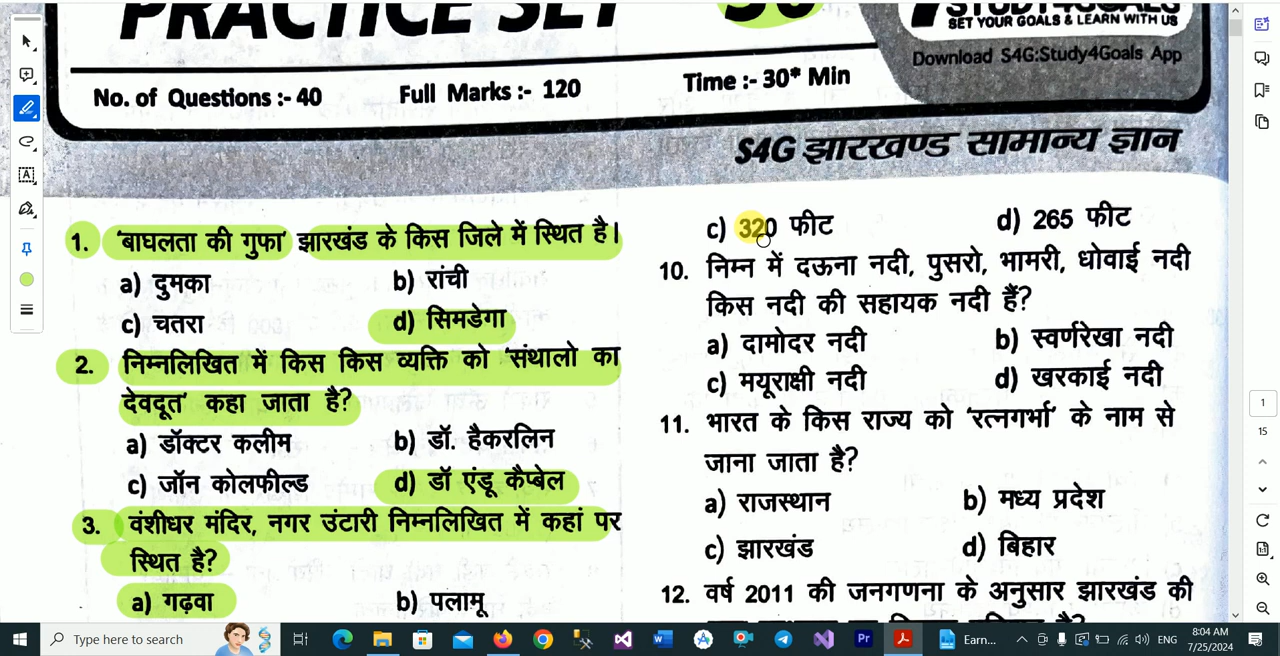 PRACTICE SET 30
STUDY4GOALS
SET YOUR GOALS & LEARN WITH US
Download S4G:Study4Goals App
No. of Questions :- 40 Full Marks :- 120 Time :- 30* Min
S4G झारखण्ड सामान्य ज्ञान
1. 'बाघलता की गुफा' झारखंड के किस जिले में स्थित है।
a) दुमका b) रांची
c) चतरा d) सिमडेगा
2. निम्नलिखित में किस किस व्यक्ति को 'संथालो का
देवदूत' कहा जाता है?
a) डॉक्टर कलीम b) डॉ. हैकरलिन
c) जॉन कोलफील्ड d) डॉ एंडू कैप्बेल
3. वंशीधर मंदिर, नगर उंटारी निम्नलिखित में कहां पर
स्थित है?
a) गढ़वा b) पलामू
c) 320 फीट d) 265 फीट
10. निम्न में दऊना नदी, पुसरो, भामरी, धोवाई नदी
किस नदी की सहायक नदी हैं?
a) दामोदर नदी b) स्वर्णरेखा नदी
c) मयूराक्षी नदी d) खरकाई नदी
11. भारत के किस राज्य को 'रत्नगर्भा' के नाम से
जाना जाता है?
a) राजस्थान b) मध्य प्रदेश
c) झारखंड d) बिहार
12. वर्ष 2011 की जनगणना के अनुसार झारखंड की
1
15
Type here to search
Earn...
ENG
8:04 AM
7/25/2024